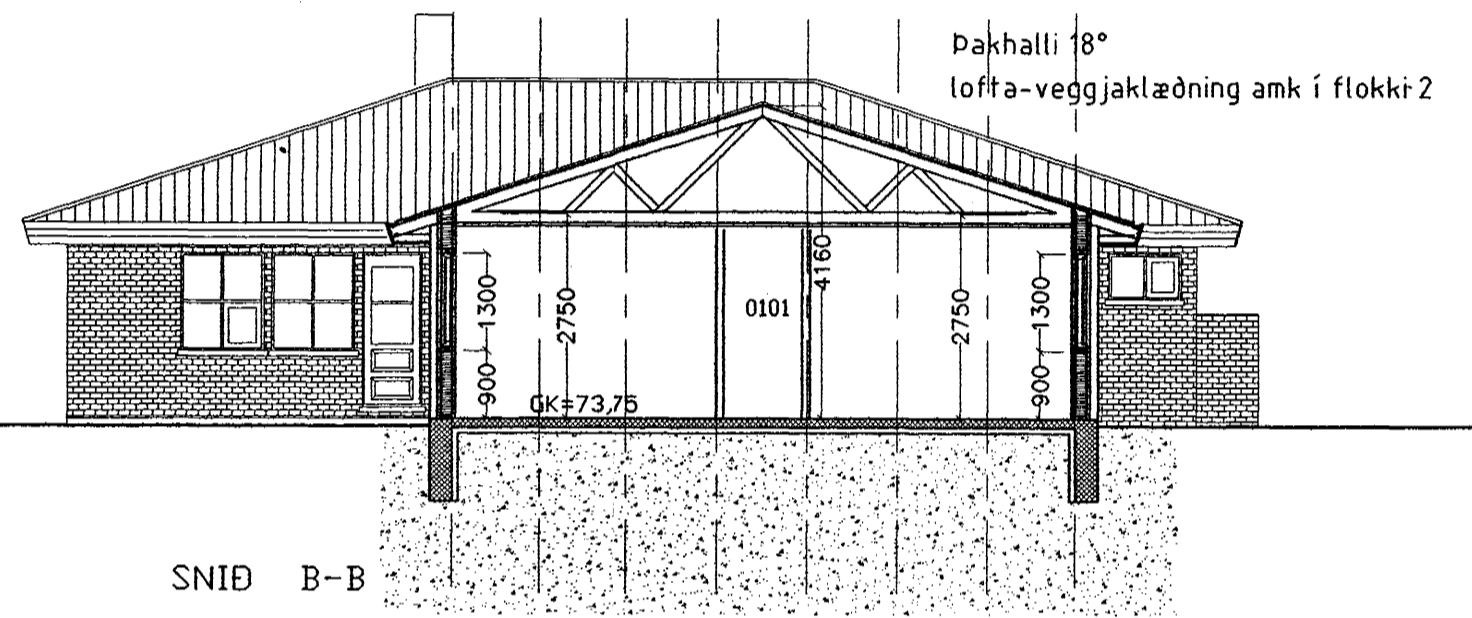 Þakhalli 18°
lofta-veggjaklæðning amk í flokki 2
1300
2750
0101
4160
2750
1300
900
GK=73,75
900
SNIÐ B-B